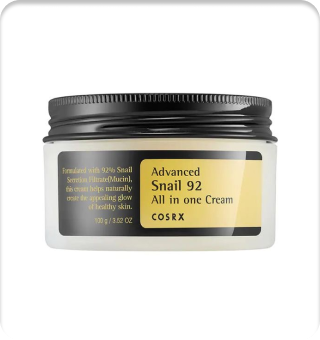 Formulated with 92% Snail
Secretion Filtrate(Mucin),
this cream helps naturally
create the appealing glow
of healthy skin.
100 g / 3.52 OZ
Advanced
Snail 92
All in one Cream
COSRX